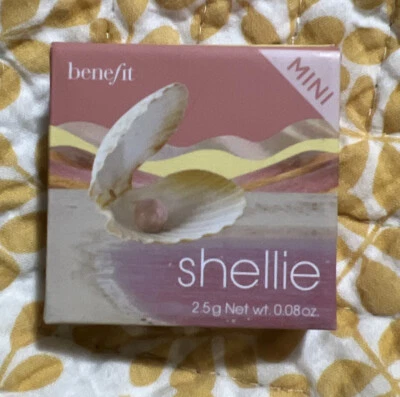 benefit
MINI
shellie
2.5g Net wt. 0.08oz.